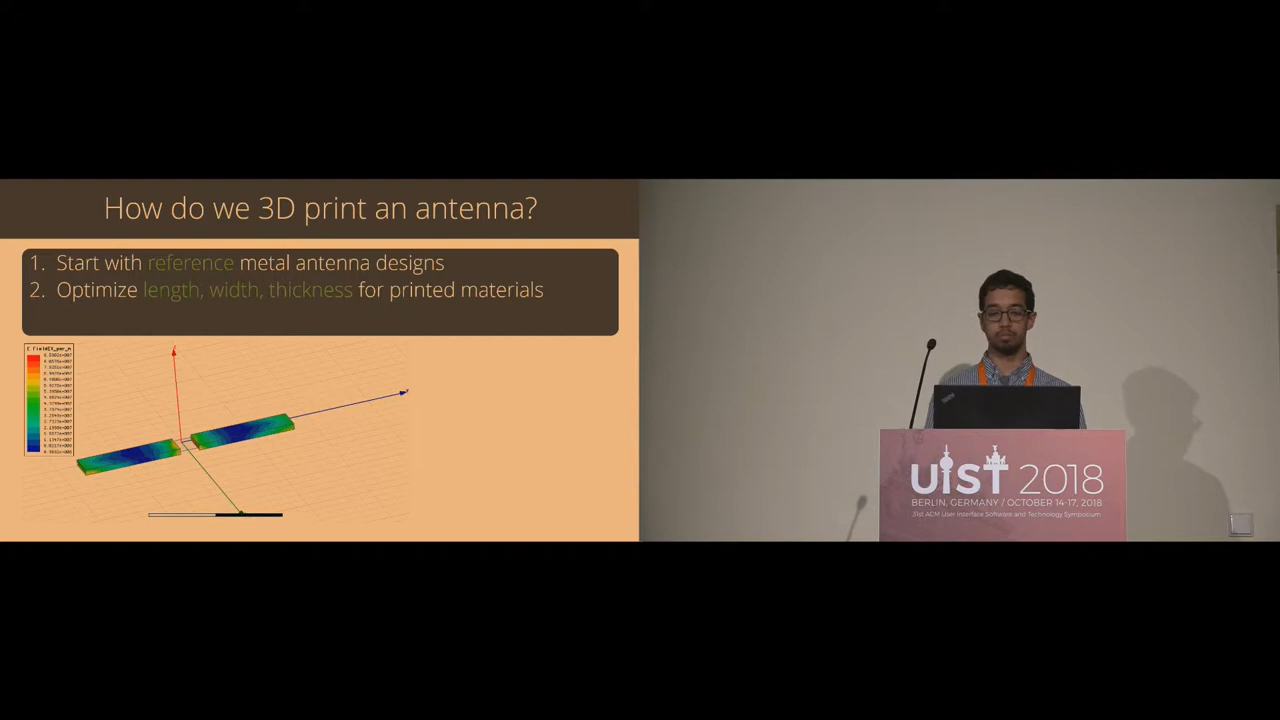 How do we 3D print an antenna?
1. Start with reference metal antenna designs
2. Optimize length, width, thickness for printed materials
UIST 2018
BERLIN, GERMANY / OCTOBER 14-17, 2018
31st ACM User Interface Software and Technology Symposium